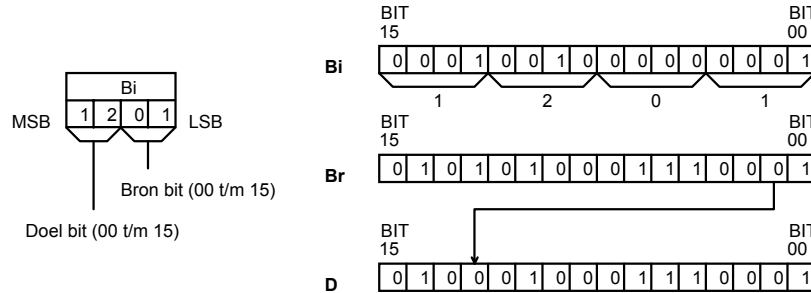 BIT 15 BIT 00
Bi 0 0 0 1 0 0 1 0 0 0 0 0 0 0 0 1
1 2 0 1
Bi
MSB 1 2 0 1 LSB
Bron bit (00 t/m 15)
Doel bit (00 t/m 15)
BIT 15 BIT 00
Br 0 1 0 1 0 1 0 0 0 1 1 1 0 0 0 1
BIT 15 BIT 00
D 0 1 0 0 0 1 0 0 0 1 1 1 0 0 0 1